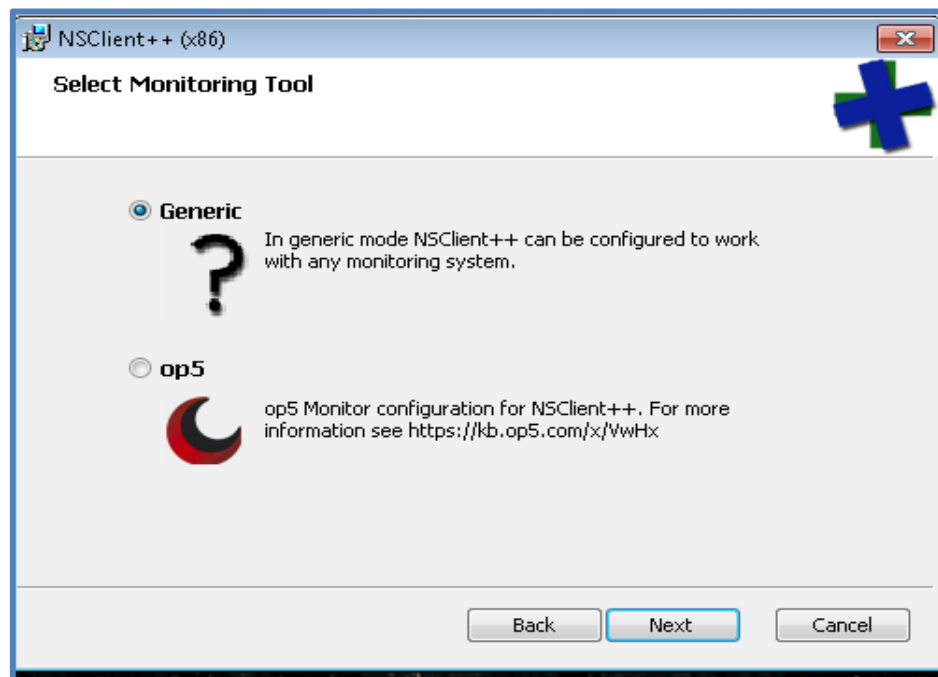 NSClient++ (x86)
Select Monitoring Tool
Generic
In generic mode NSClient++ can be configured to work
with any monitoring system.
op5
op5 Monitor configuration for NSClient++. For more
information see https://kb.op5.com/x/VwHx
Back Next Cancel